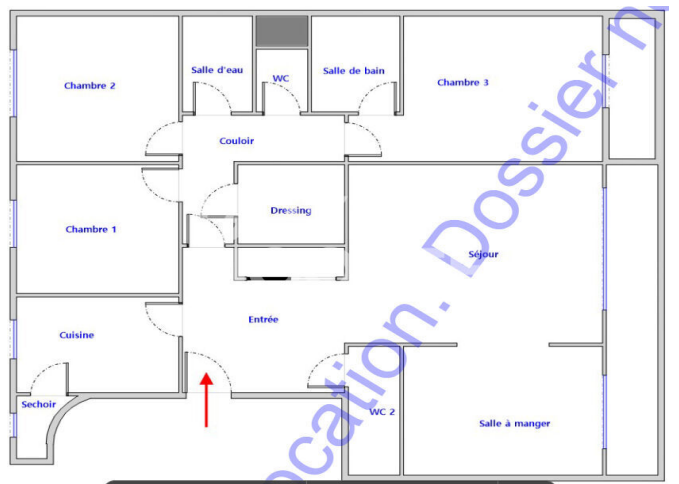 Chambre 2
Salle d'eau
WC
Salle de bain
Chambre 3
Couloir
Chambre 1
Dressing
Séjour
Entrée
Cuisine
Sechoir
WC 2
Salle à manger
ocation. Dossier n